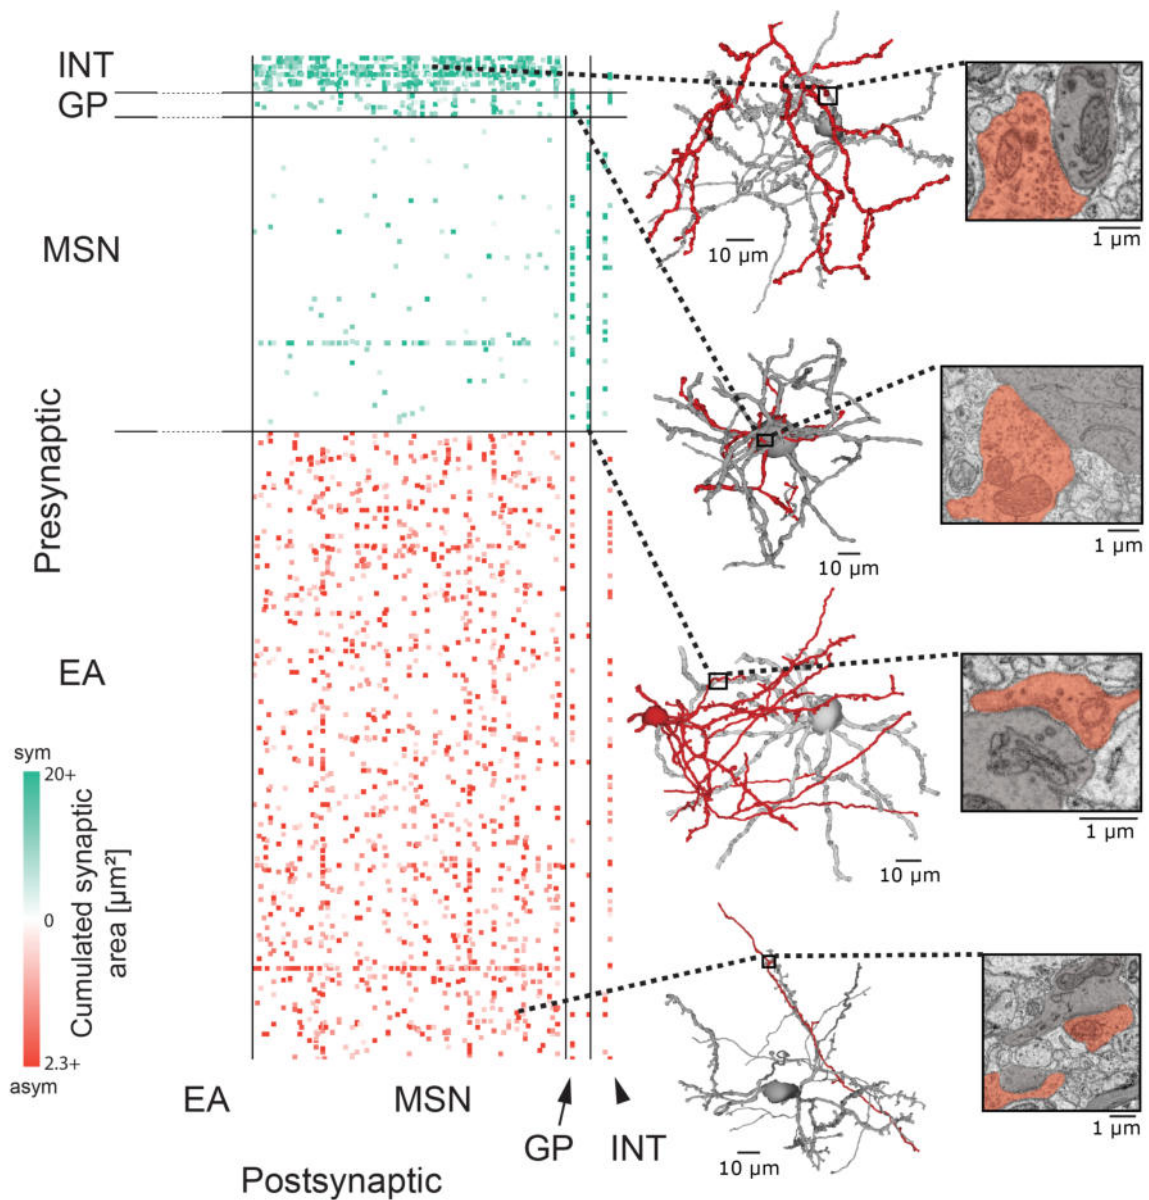 INT
GP
MSN
EA
Presynaptic
sym
20+
0
2.3+
asym
Cumulated synaptic
area [µm²]
EA
MSN
GP
INT
Postsynaptic
10 µm
1 µm
10 µm
1 µm
10 µm
1 µm
10 µm
1 µm